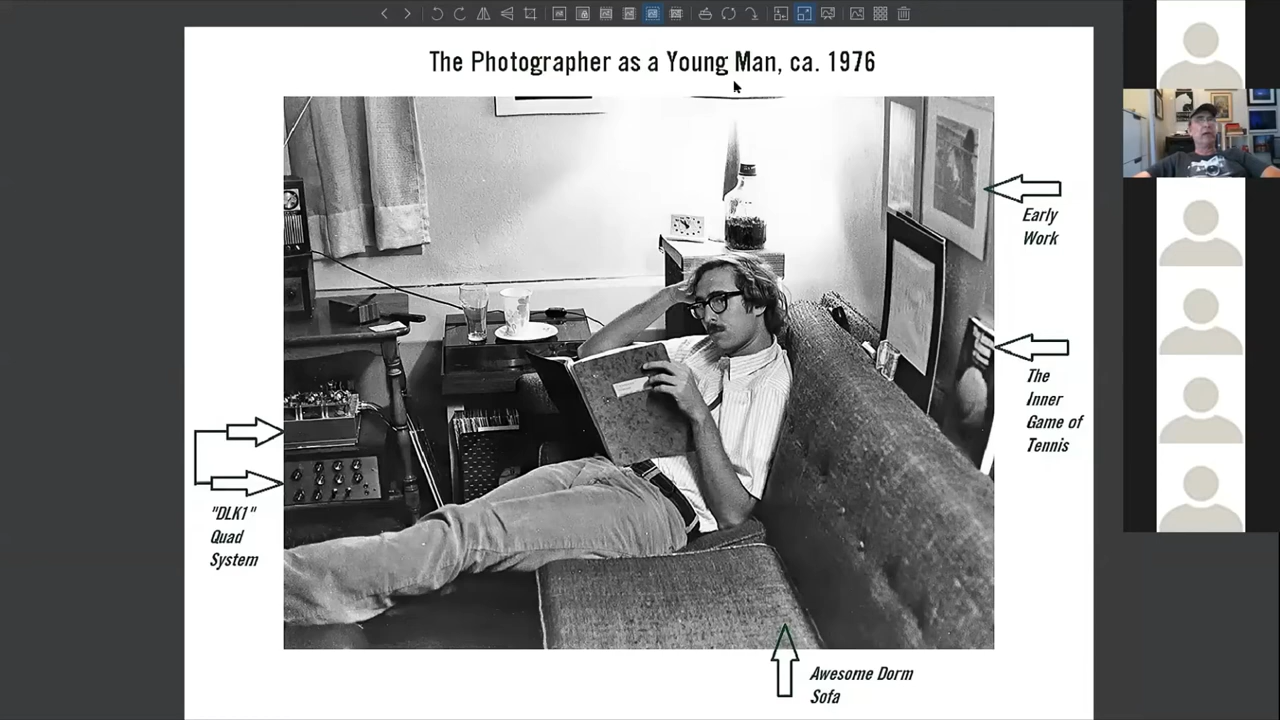 The Photographer as a Young Man, ca. 1976
Early
Work
The
Inner
Game of
Tennis
"DLK1"
Quad
System
Awesome Dorm
Sofa